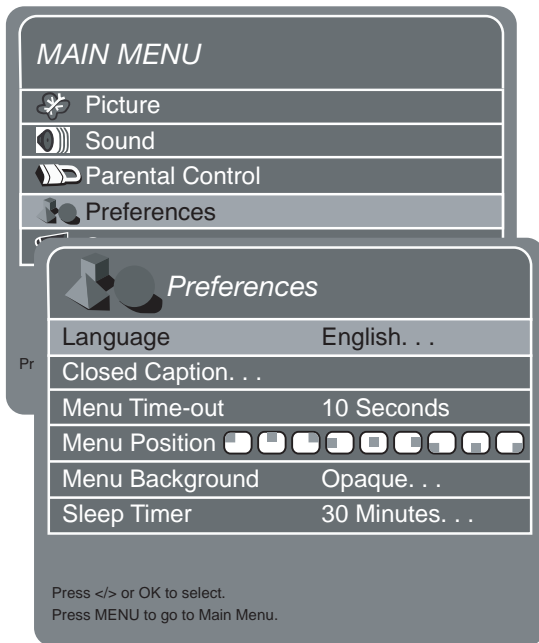 MAIN MENU
Picture
Sound
Parental Control
Preferences
Preferences
Language English. . .
Closed Caption. . .
Menu Time-out 10 Seconds
Menu Position
Menu Background Opaque. . .
Sleep Timer 30 Minutes. . .
Press </> or OK to select.
Press MENU to go to Main Menu.